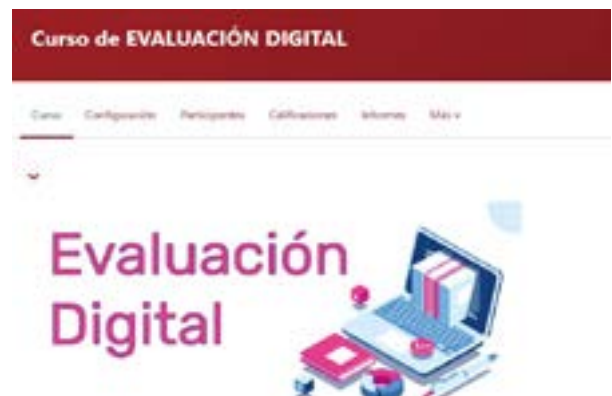 Curso de EVALUACIÓN DIGITAL
Curso Configuración Participantes Calificaciones Informes Más
Evaluación
Digital